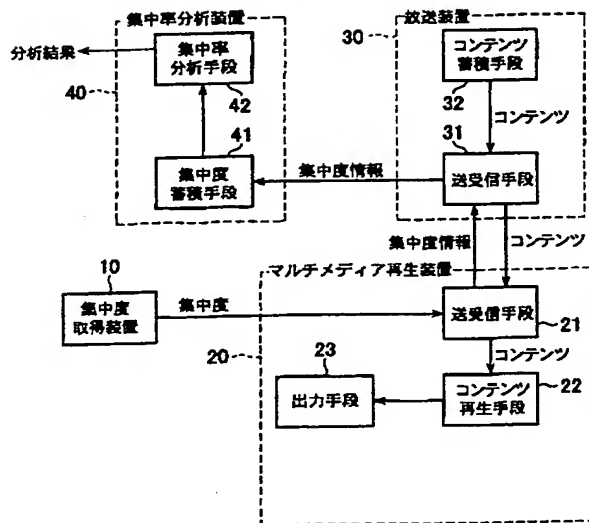 集中率分析装置
分析結果
集中率
分析手段
40
42
41
集中度
蓄積手段
放送装置
30
コンテンツ
蓄積手段
32
コンテンツ
31
送受信手段
集中度情報
集中度情報
コンテンツ
マルチメディア再生装置
10
集中度
取得装置
集中度
送受信手段
21
20
コンテンツ
23
出力手段
コンテンツ
再生手段
22